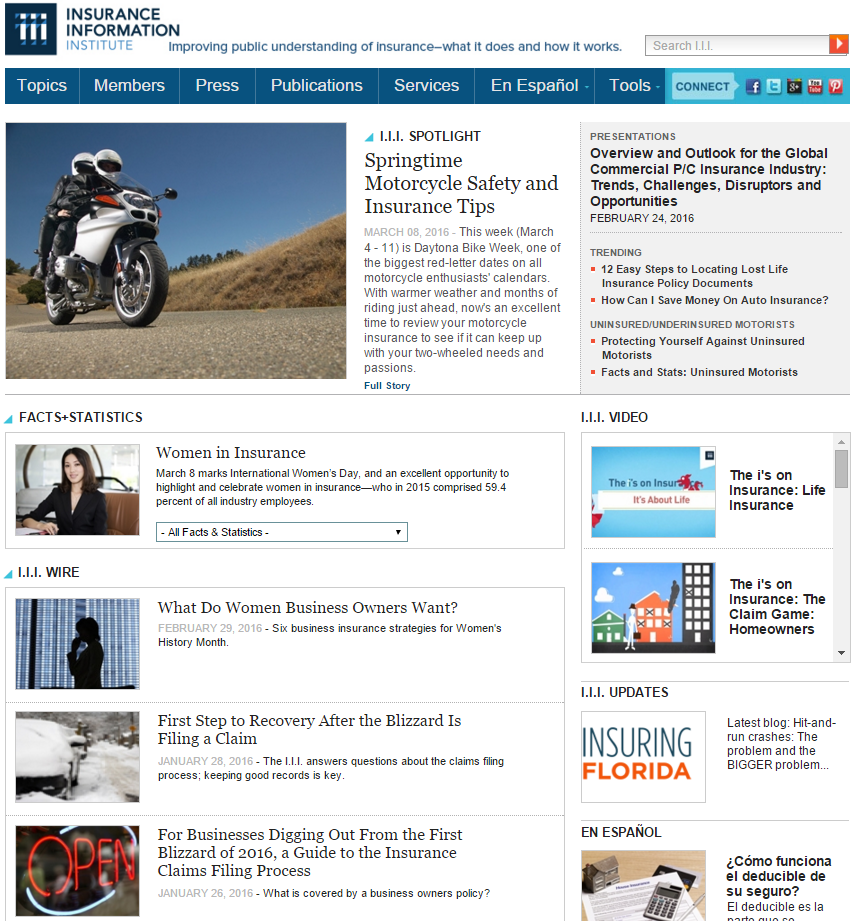 INSURANCE
INFORMATION
INSTITUTE
Improving public understanding of insurance—what it does and how it works.
Search I.I.I.
Topics
Members
Press
Publications
Services
En Español
Tools
CONNECT
I.I.I. SPOTLIGHT
Springtime
Motorcycle Safety and
Insurance Tips
MARCH 08, 2016 - This week (March
4 - 11) is Daytona Bike Week, one of
the biggest red-letter dates on all
motorcycle enthusiasts' calendars.
With warmer weather and months of
riding just ahead, now's an excellent
time to review your motorcycle
insurance to see if it can keep up
with your two-wheeled needs and
passions.
Full Story
PRESENTATIONS
Overview and Outlook for the Global
Commercial P/C Insurance Industry:
Trends, Challenges, Disruptors and
Opportunities
FEBRUARY 24, 2016
TRENDING
12 Easy Steps to Locating Lost Life
Insurance Policy Documents
How Can I Save Money On Auto Insurance?
UNINSURED/UNDERINSURED MOTORISTS
Protecting Yourself Against Uninsured
Motorists
Facts and Stats: Uninsured Motorists
FACTS+STATISTICS
Women in Insurance
March 8 marks International Women's Day, and an excellent opportunity to
highlight and celebrate women in insurance—who in 2015 comprised 59.4
percent of all industry employees.
- All Facts & Statistics -
I.I.I. WIRE
What Do Women Business Owners Want?
FEBRUARY 29, 2016 - Six business insurance strategies for Women's
History Month.
First Step to Recovery After the Blizzard Is
Filing a Claim
JANUARY 28, 2016 - The I.I.I. answers questions about the claims filing
process; keeping good records is key.
OPEN
For Businesses Digging Out From the First
Blizzard of 2016, a Guide to the Insurance
Claims Filing Process
JANUARY 26, 2016 - What is covered by a business owners policy?
I.I.I. VIDEO
The i's on Insur
It's About Life
The i's on
Insurance: Life
Insurance
The i's on
Insurance: The
Claim Game:
Homeowners
I.I.I. UPDATES
INSURING
FLORIDA
Latest blog: Hit-and-
run crashes: The
problem and the
BIGGER problem...
EN ESPAÑOL
¿Cómo funciona
el deducible de
su seguro?
El deducible es la
parte que se